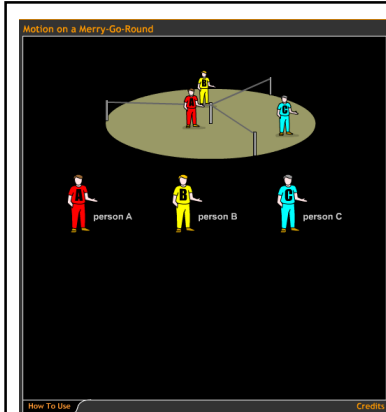 Motion on a Merry-Go-Round
B
A
C
A
person A
B
person B
C
person C
How To Use
Credits